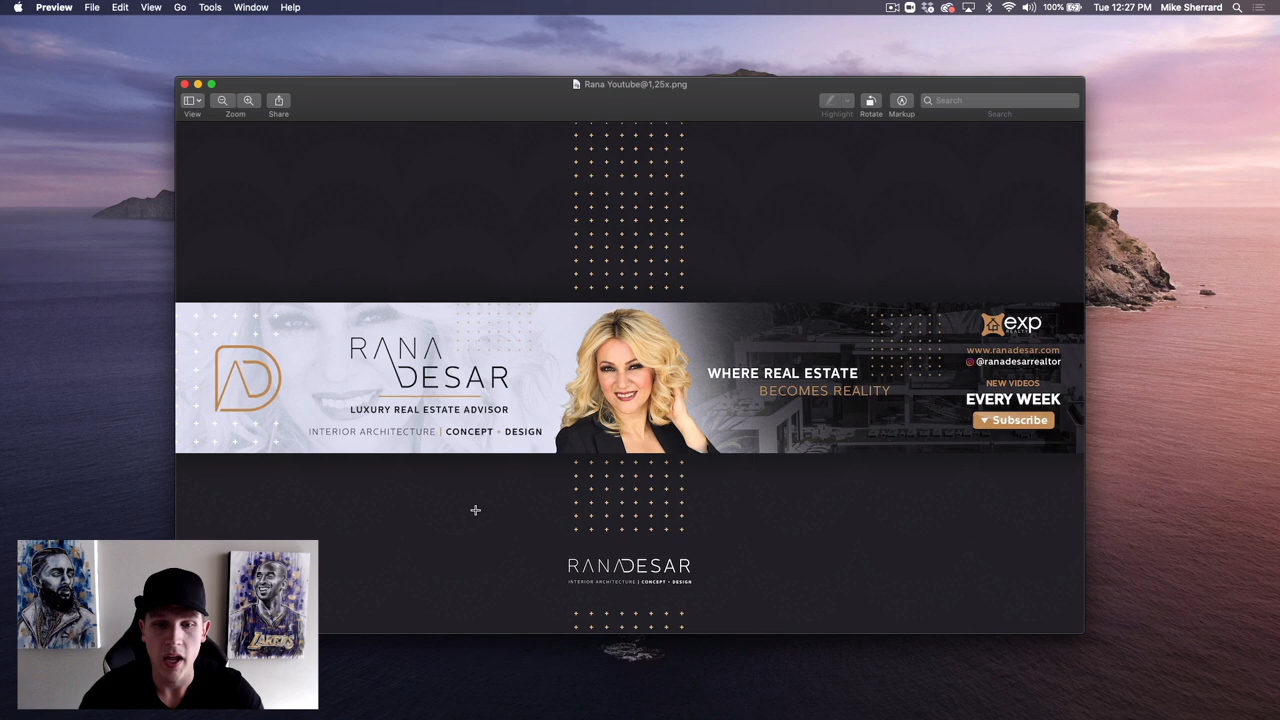 Preview File Edit View Go Tools Window Help
100% Tue 12:27 PM Mike Sherrard
Rana Youtube@1,25x.png
Search
View Zoom Share Highlight Rotate Markup Search
RANA
DESAR
LUXURY REAL ESTATE ADVISOR
INTERIOR ARCHITECTURE | CONCEPT + DESIGN
WHERE REAL ESTATE
BECOMES REALITY
exp
REALTY
www.ranadesar.com
@ranadesarrealtor
NEW VIDEOS
EVERY WEEK
Subscribe
RANADESAR
INTERIOR ARCHITECTURE | CONCEPT + DESIGN
LAKERS